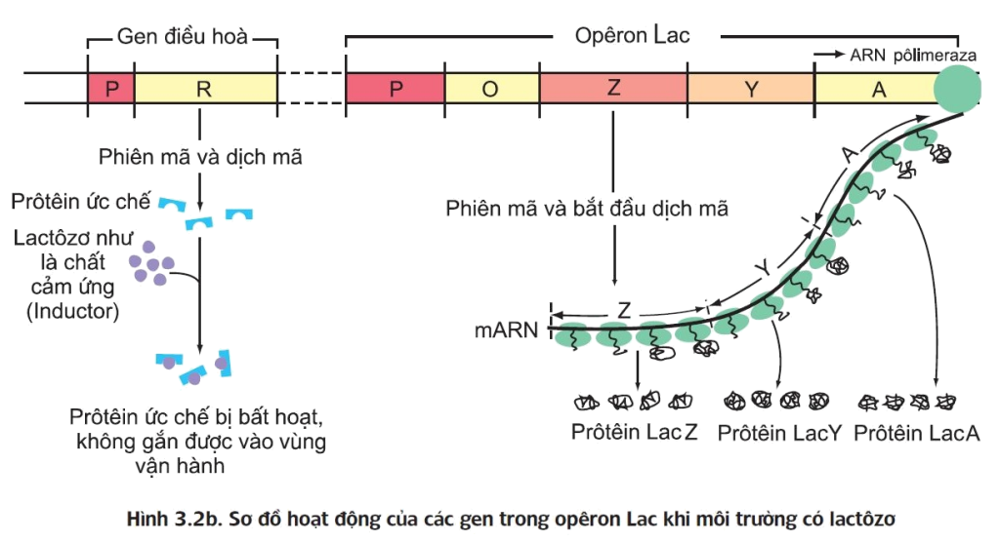 Gen điều hoà
Opêron Lac
ARN pôlimeraza
P
R
P
O
Z
Y
A
Phiên mã và dịch mã
Prôtêin ức chế
Lactôzơ như
là chất
cảm ứng
(Inductor)
Prôtêin ức chế bị bất hoạt,
không gắn được vào vùng
vận hành
Phiên mã và bắt đầu dịch mã
A
Y
Z
mARN
Prôtêin Lac Z
Prôtêin LacY
Prôtêin LacA
Hình 3.2b. Sơ đồ hoạt động của các gen trong opêron Lac khi môi trường có lactôzơ